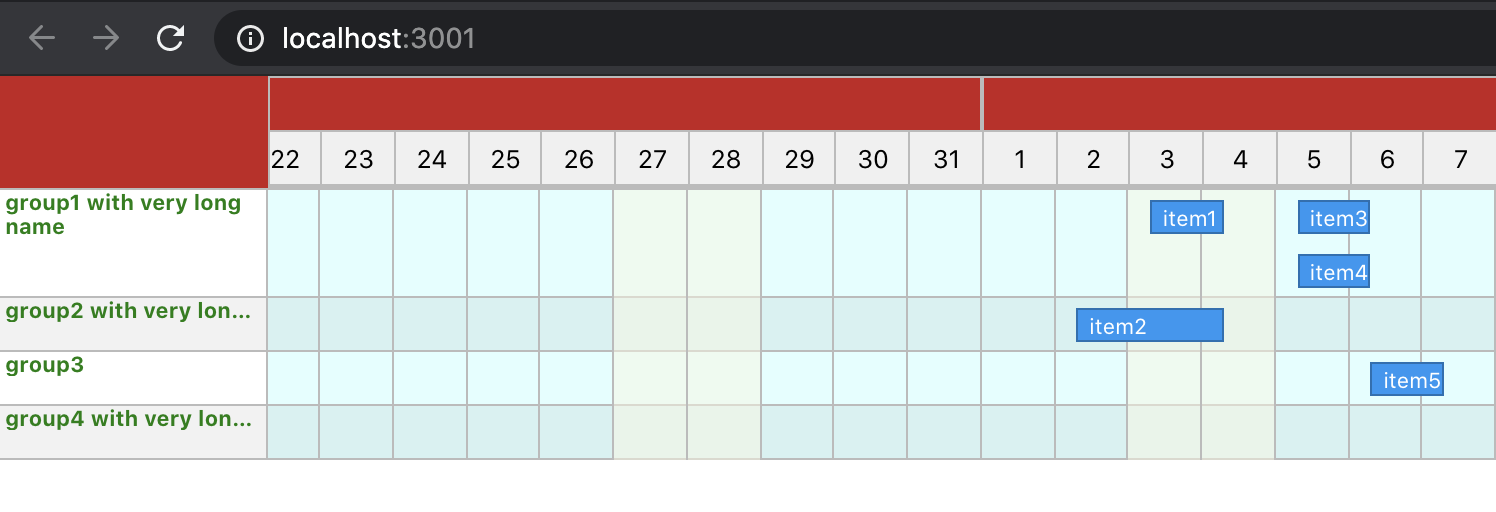 localhost:3001
22 23 24 25 26 27 28 29 30 31 1 2 3 4 5 6 7
group1 with very long
name
item1 item3
item4
group2 with very lon...
item2
group3
item5
group4 with very lon...